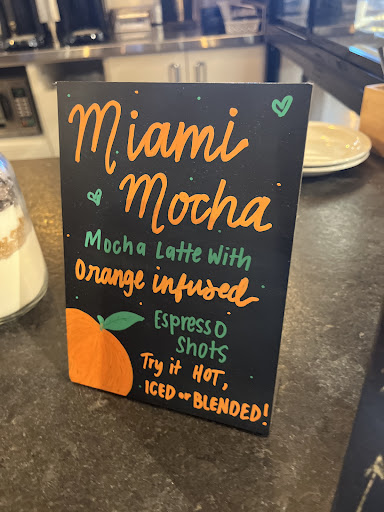 Miami
Mocha
Mocha Latte with
Orange infused
Espresso
Shots
Try it HOT,
ICED or BLENDED!